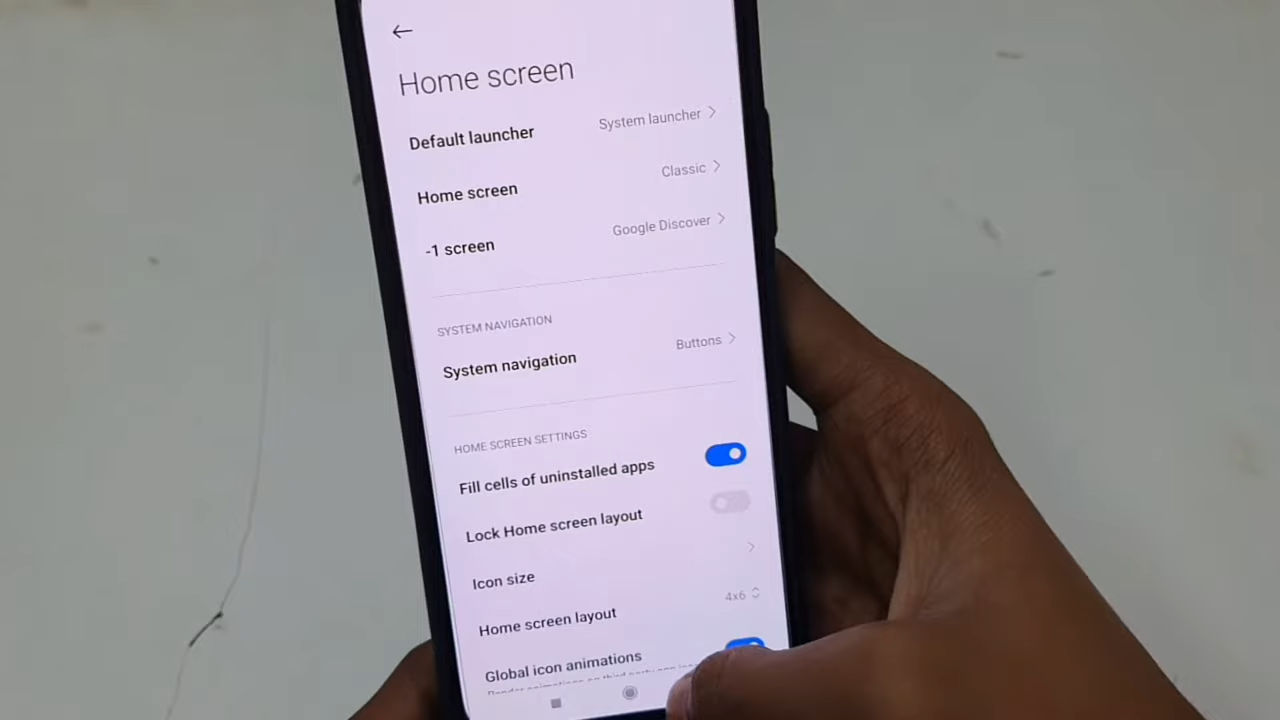 Home screen
Default launcher System launcher
Home screen Classic
-1 screen Google Discover
SYSTEM NAVIGATION
System navigation Buttons
HOME SCREEN SETTINGS
Fill cells of uninstalled apps
Lock Home screen layout
Icon size
Home screen layout 4x6
Global icon animations